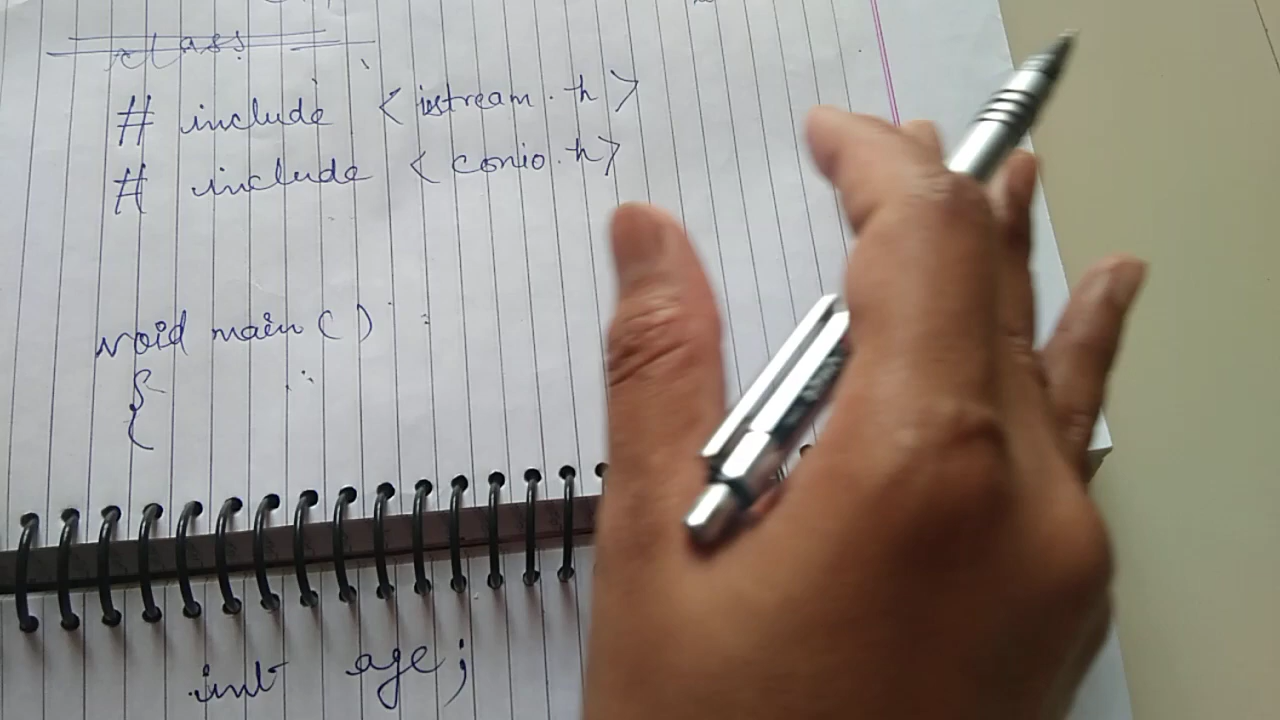 class
# include < iostream.h >
# include < conio.h >
void main ( )
{
int age;